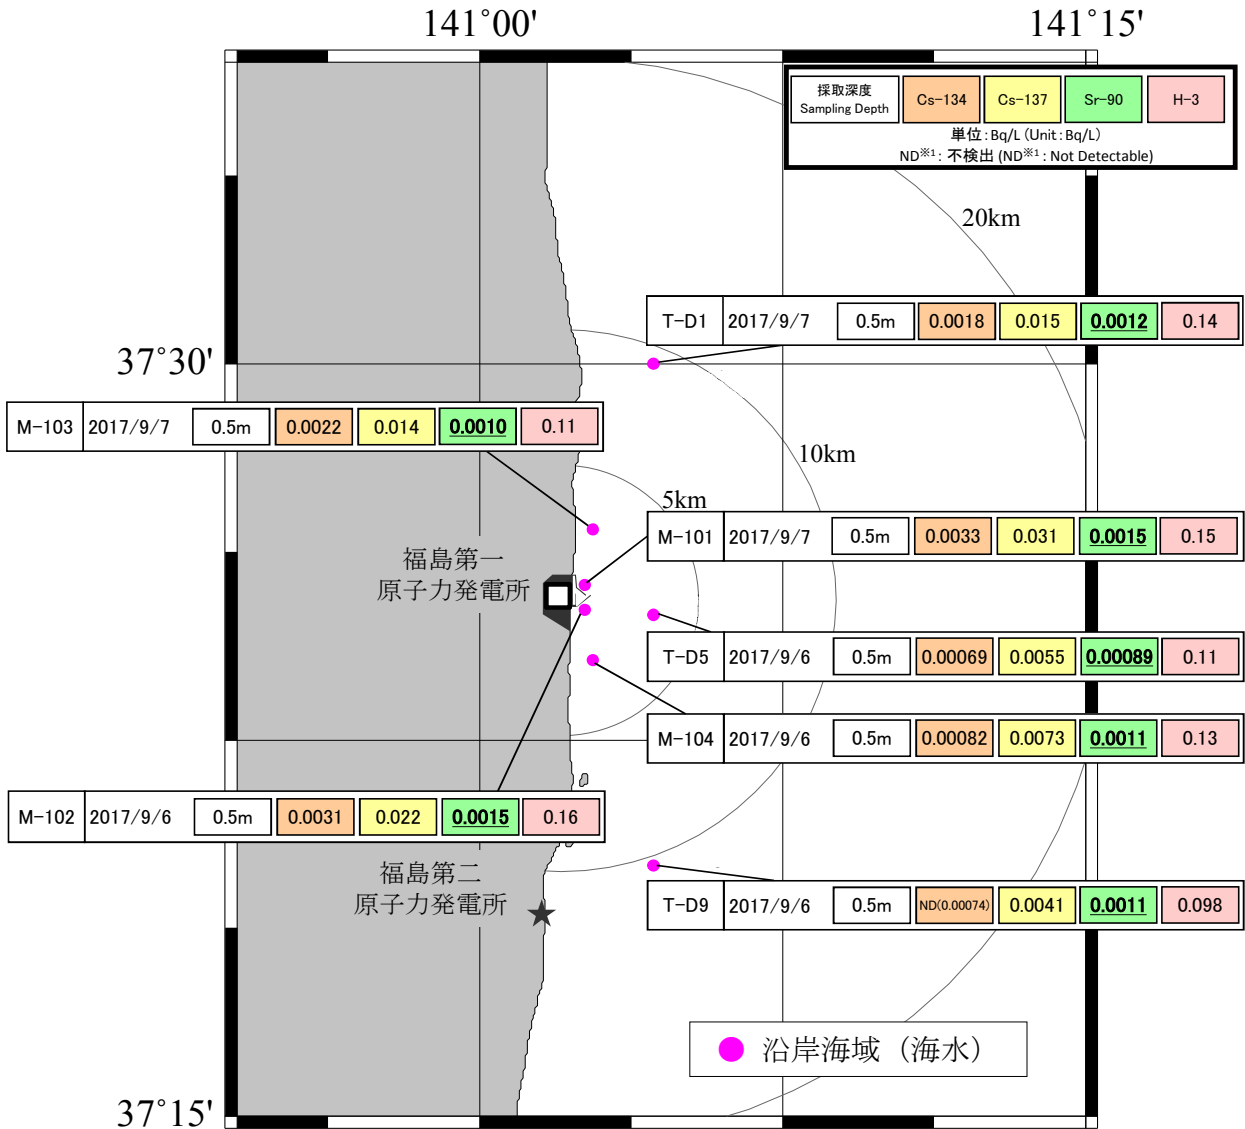 141°00'
141°15'
採取深度
Sampling Depth
Cs-134
Cs-137
Sr-90
H-3
単位:Bq/L (Unit:Bq/L)
ND※1: 不検出 (ND※1: Not Detectable)
20km
T-D1 2017/9/7 0.5m 0.0018 0.015 0.0012 0.14
37°30'
M-103 2017/9/7 0.5m 0.0022 0.014 0.0010 0.11
10km
5km
M-101 2017/9/7 0.5m 0.0033 0.031 0.0015 0.15
福島第一
原子力発電所
T-D5 2017/9/6 0.5m 0.00069 0.0055 0.00089 0.11
M-104 2017/9/6 0.5m 0.00082 0.0073 0.0011 0.13
M-102 2017/9/6 0.5m 0.0031 0.022 0.0015 0.16
福島第二
原子力発電所
T-D9 2017/9/6 0.5m ND(0.00074) 0.0041 0.0011 0.098
沿岸海域（海水）
37°15'